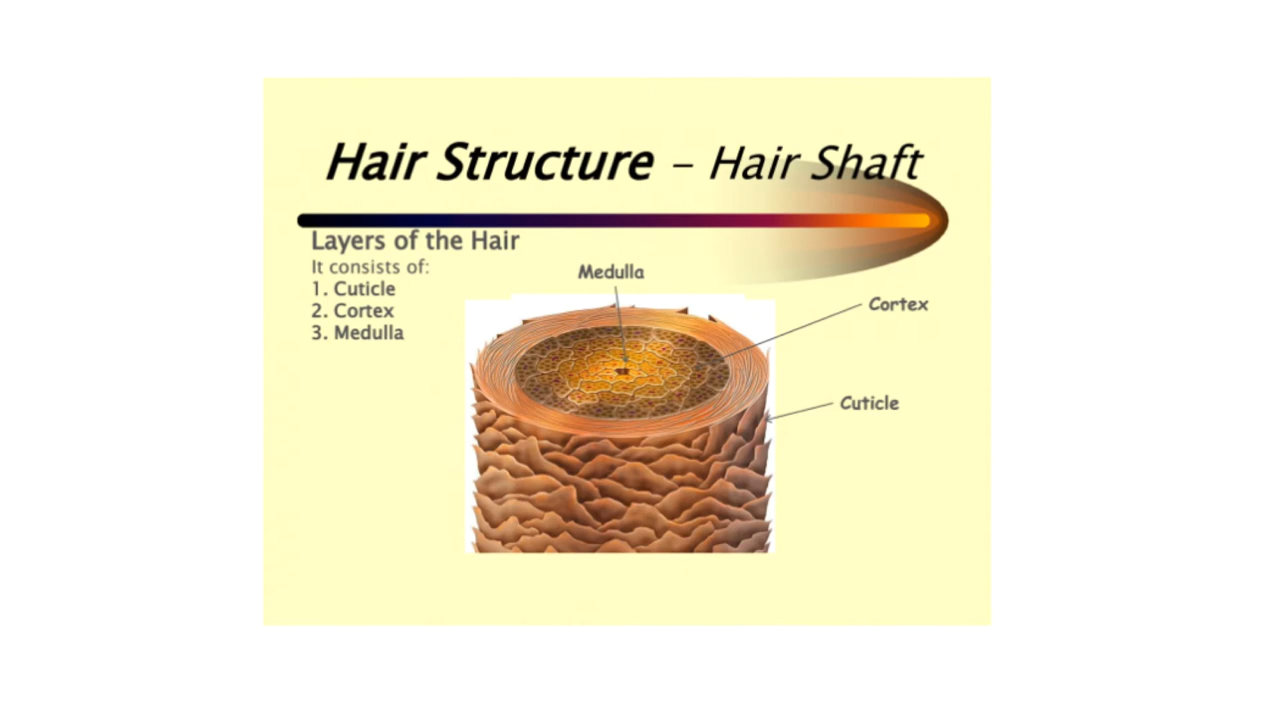 Hair Structure – Hair Shaft
Layers of the Hair
It consists of:
1. Cuticle
2. Cortex
3. Medulla
Medulla
Cortex
Cuticle